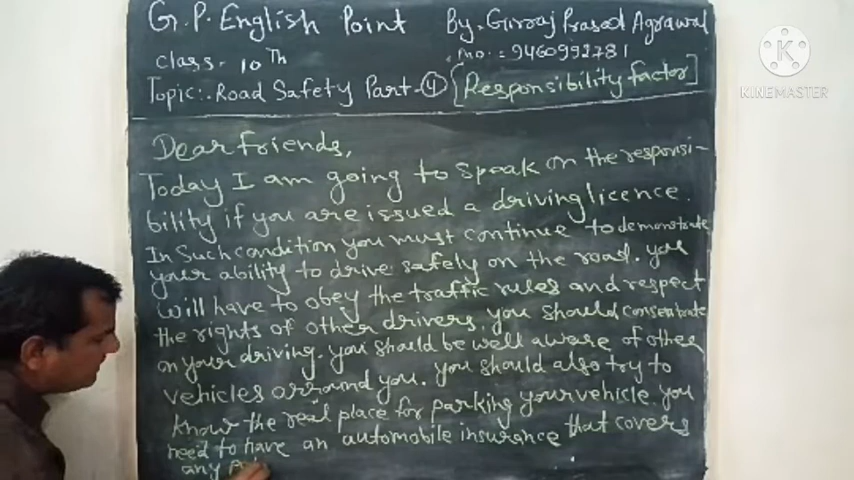 G.P. English Point By. Girraj Prasad Agrawal
class- 10 Th Mo.: 9460992781
Topic:. Road Safety Part-4 [Responsibility factor]
K
KINEMASTER
Dear friends,
Today I am going to speak on the responsi-
bility if you are issued a driving licence.
In Such condition you must continue to demonstrate
your ability to drive safely on the road. you
will have to obey the traffic rules and respect
the rights of other drivers. you should consentrate
on your driving. you should be well aware of other
vehicles arround you. you should also try to
know the real place for parking your vehicle. you
need to have an automobile insurance that covers
any